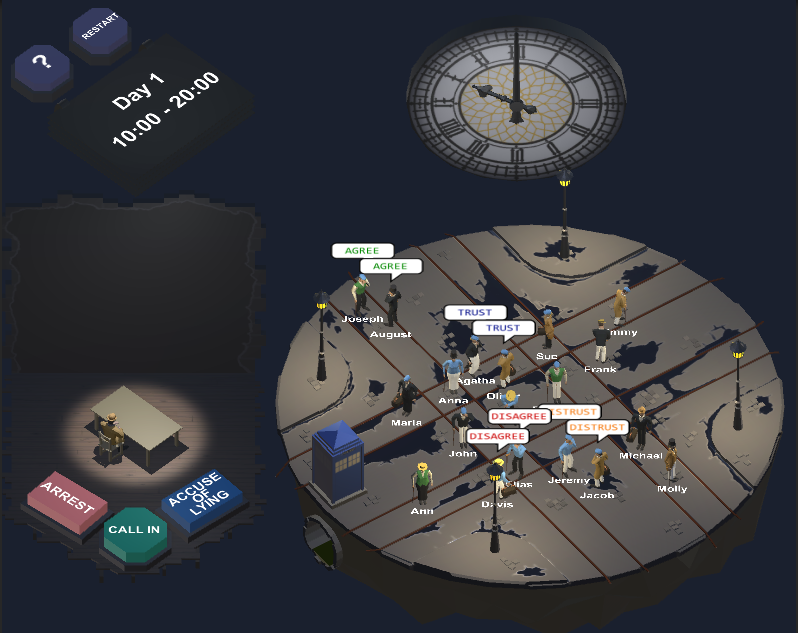 RESTART
?
Day 1
10:00 - 20:00
AGREE
AGREE
Joseph
August
TRUST
TRUST
Sue
Frank
Agatha
Anna
Maria
DISAGREE
DISTRUST
DISAGREE
John
Michael
Jeremy
Jacob
Molly
Davis
Ann
ARREST
CALL IN
ACCUSE
OF
LYING